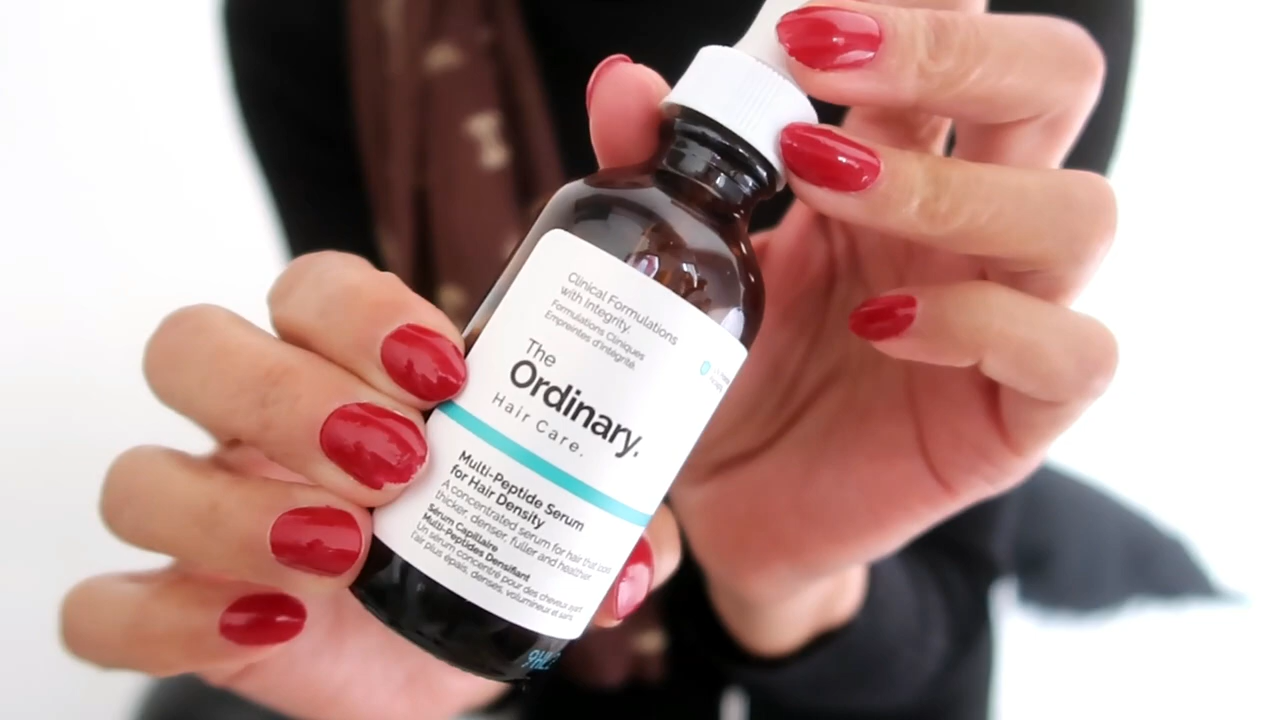 Clinical Formulations
with Integrity.
Formulations Cliniques
Empreintes d'intégrité.
The
Ordinary.
Hair Care.
Multi-Peptide Serum
for Hair Density
A concentrated serum for hair that
thicker, denser, fuller and healthier
Sérum Capillaire
Multi-Peptides Densifiant
Un sérum concentré pour des cheveux ayant
l'air plus épais, denses, volumineux et sains